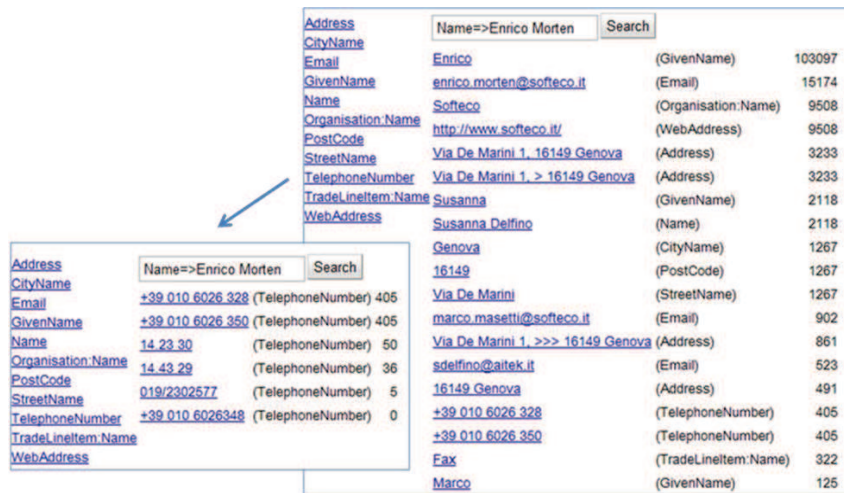 Address
CityName
Email
GivenName
Name
Organisation:Name
PostCode
StreetName
TelephoneNumber
TradeLineItem:Name
WebAddress
Name=>Enrico Morten Search
Enrico (GivenName) 103097
enrico.morten@softeco.it (Email) 15174
Softeco (Organisation:Name) 9508
http://www.softeco.it/ (WebAddress) 9508
Via De Marini 1, 16149 Genova (Address) 3233
Via De Marini 1, > 16149 Genova (Address) 3233
Susanna (GivenName) 2118
Susanna Delfino (Name) 2118
Genova (CityName) 1267
16149 (PostCode) 1267
Via De Marini (StreetName) 1267
marco.masetti@softeco.it (Email) 902
Via De Marini 1, >>> 16149 Genova (Address) 861
sdelfino@aitek.it (Email) 523
16149 Genova (Address) 491
+39 010 6026 328 (TelephoneNumber) 405
+39 010 6026 350 (TelephoneNumber) 405
Fax (TradeLineItem:Name) 322
Marco (GivenName) 125
Address
CityName
Email
GivenName
Name
Organisation:Name
PostCode
StreetName
TelephoneNumber
TradeLineItem:Name
WebAddress
Name=>Enrico Morten Search
+39 010 6026 328 (TelephoneNumber) 405
+39 010 6026 350 (TelephoneNumber) 405
14 23 30 (TelephoneNumber) 50
14.43 29 (TelephoneNumber) 36
019/2302577 (TelephoneNumber) 5
+39 010 6026348 (TelephoneNumber) 0